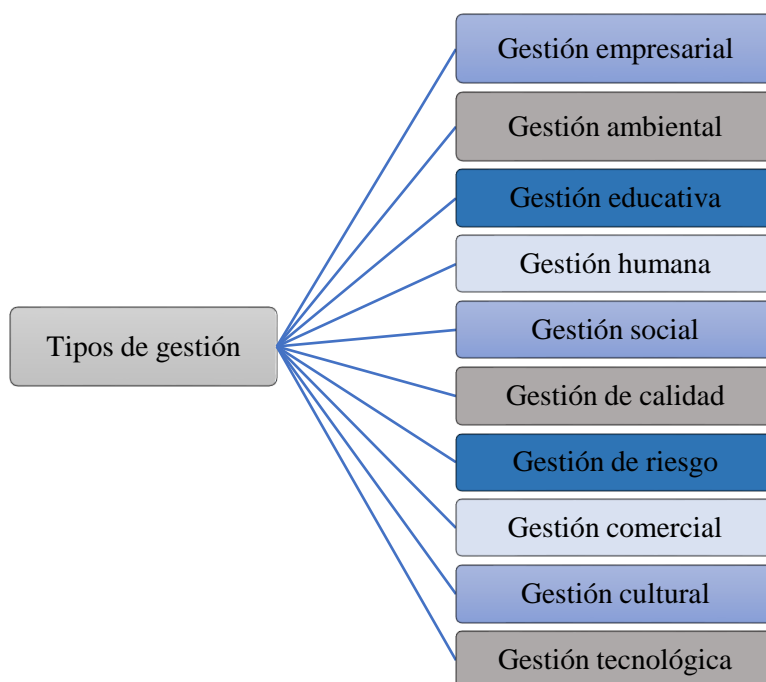 Gestión empresarial
Gestión ambiental
Gestión educativa
Gestión humana
Tipos de gestión
Gestión social
Gestión de calidad
Gestión de riesgo
Gestión comercial
Gestión cultural
Gestión tecnológica